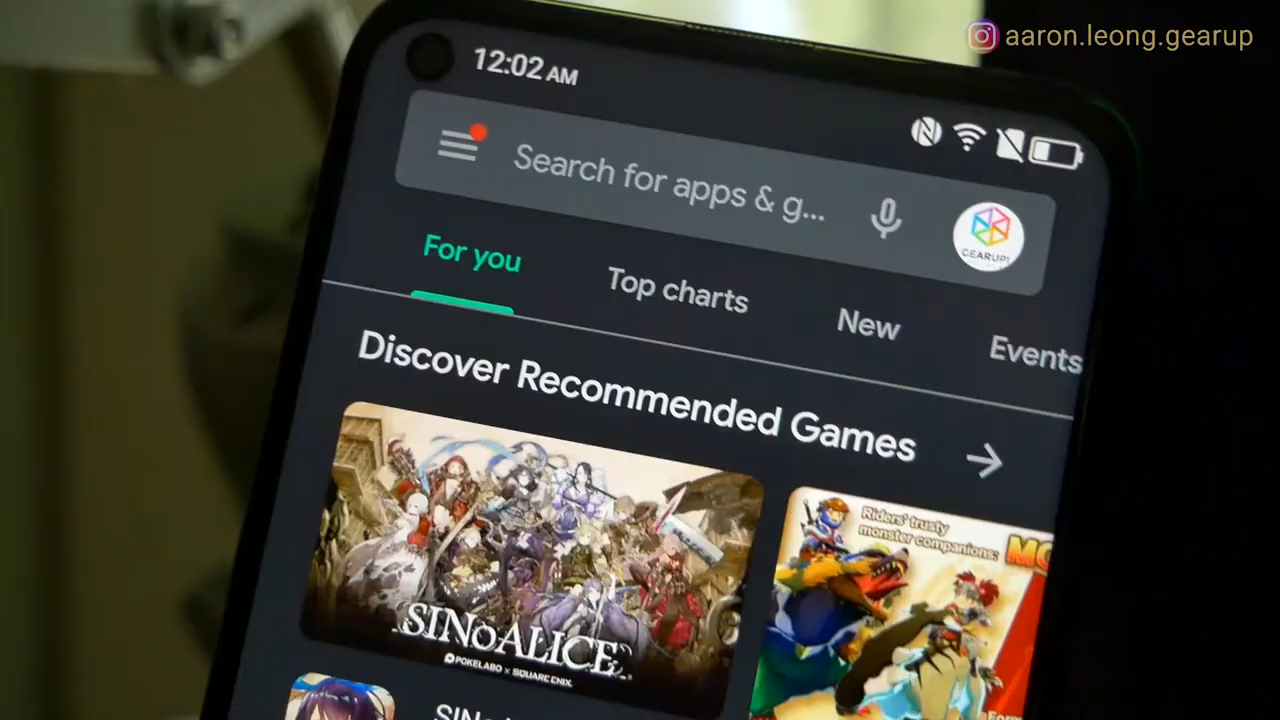 aaron.leong.gearup
12:02 AM
Search for apps & g...
GEARUP!
For you
Top charts
New
Events
Discover Recommended Games
Riders' trusty
monster companions:
SINoALICE
POKELABO x SQUARE ENIX.